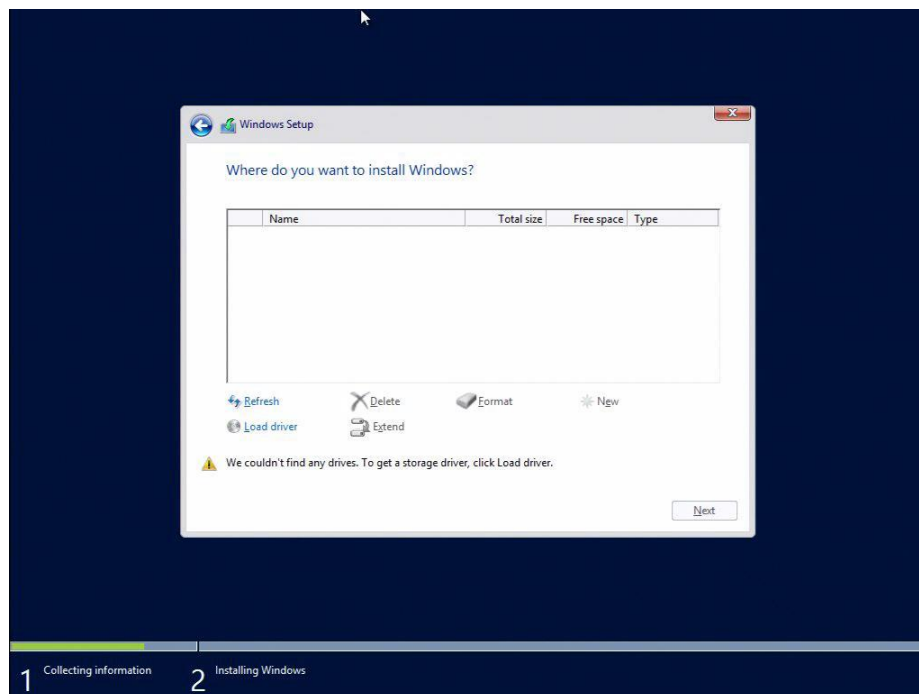 Windows Setup
Where do you want to install Windows?
Name Total size Free space Type
Refresh Delete Format New
Load driver Extend
We couldn't find any drives. To get a storage driver, click Load driver.
Next
1 Collecting information 2 Installing Windows